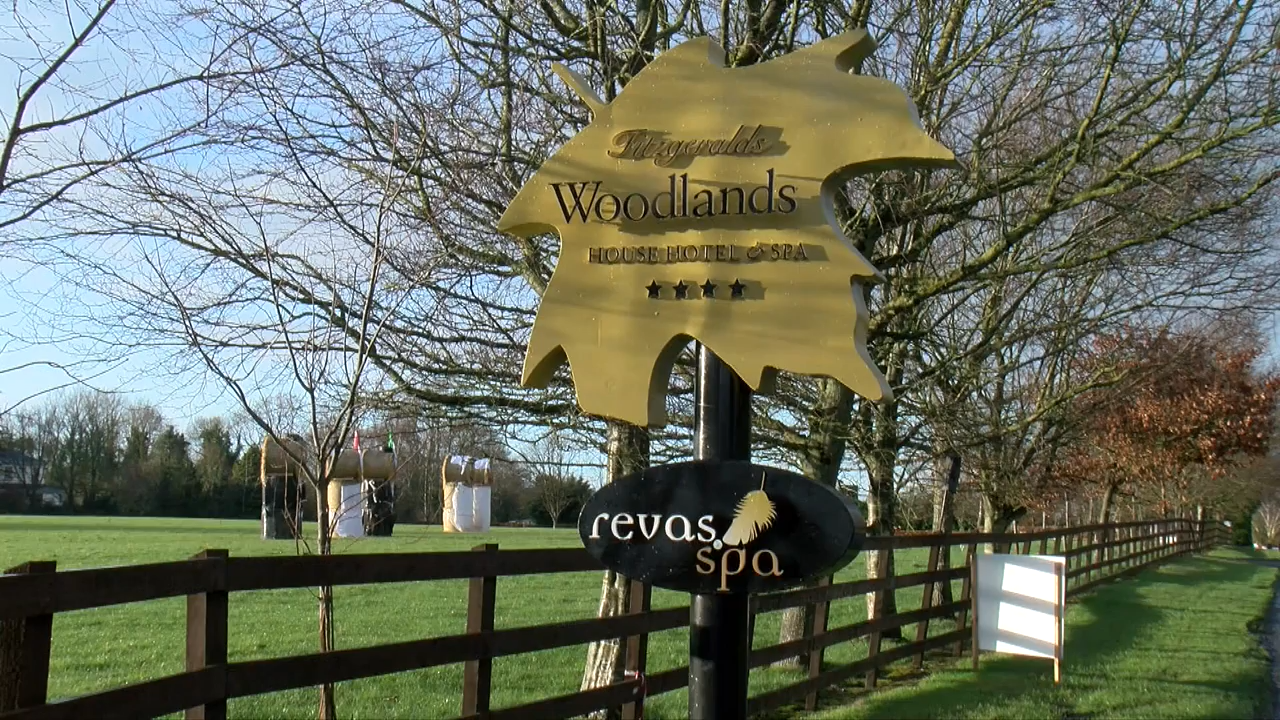 Fitzgeralds
Woodlands
HOUSE HOTEL & SPA
revas
spa